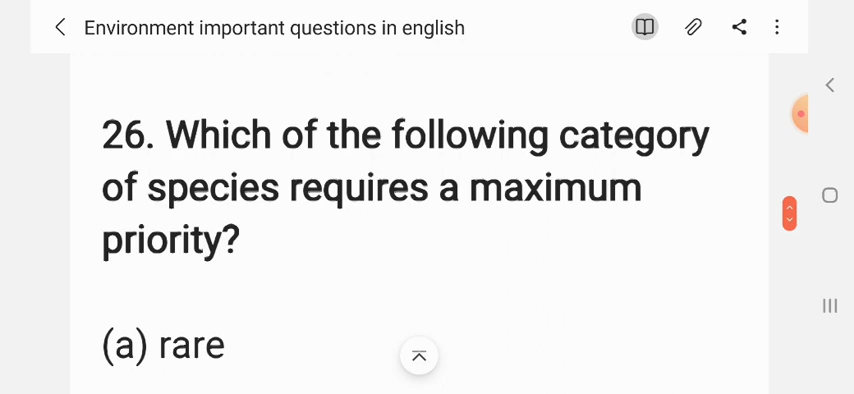 Environment important questions in english
26. Which of the following category
of species requires a maximum
priority?
(a) rare